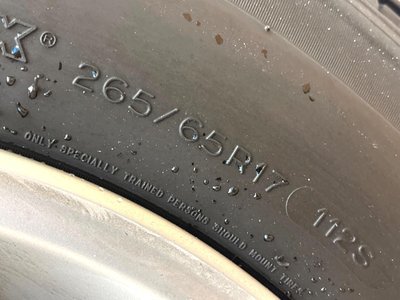 X®
265/65R17 112S
ONLY SPECIALLY TRAINED PERSONS SHOULD MOUNT TIRES